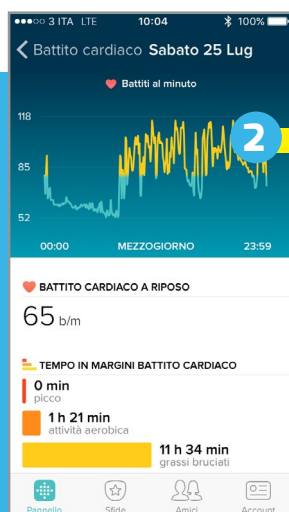 3 ITA LTE 10:04 100%
Battito cardiaco Sabato 25 Lug
Battiti al minuto
118
2
85
52
00:00 MEZZOGIORNO 23:59
BATTITO CARDIACO A RIPOSO
65 b/m
TEMPO IN MARGINI BATTITO CARDIACO
0 min
picco
1 h 21 min
attività aerobica
11 h 34 min
grassi bruciati
Pannello Sfide Amici Account